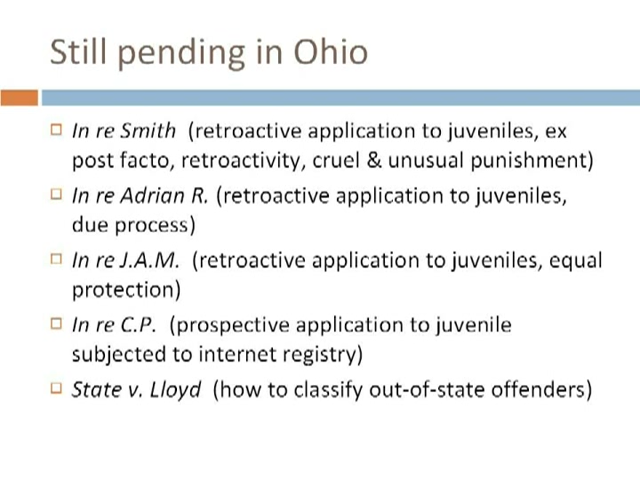 Still pending in Ohio
In re Smith (retroactive application to juveniles, ex
post facto, retroactivity, cruel & unusual punishment)
In re Adrian R. (retroactive application to juveniles,
due process)
In re J.A.M. (retroactive application to juveniles, equal
protection)
In re C.P. (prospective application to juvenile
subjected to internet registry)
State v. Lloyd (how to classify out-of-state offenders)